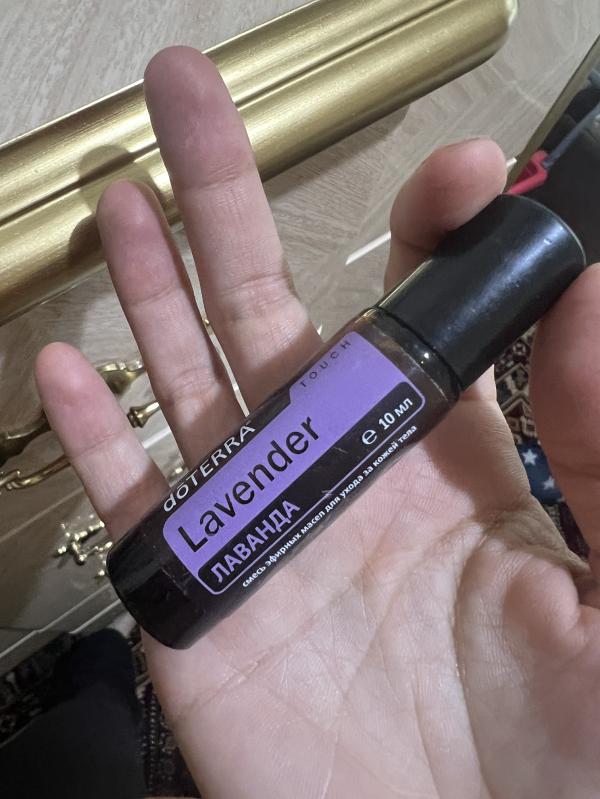 TOUCH
dōTERRA
Lavender
ЛАВАНДА
℮ 10 мл
смесь эфирных масел для ухода за кожей тела